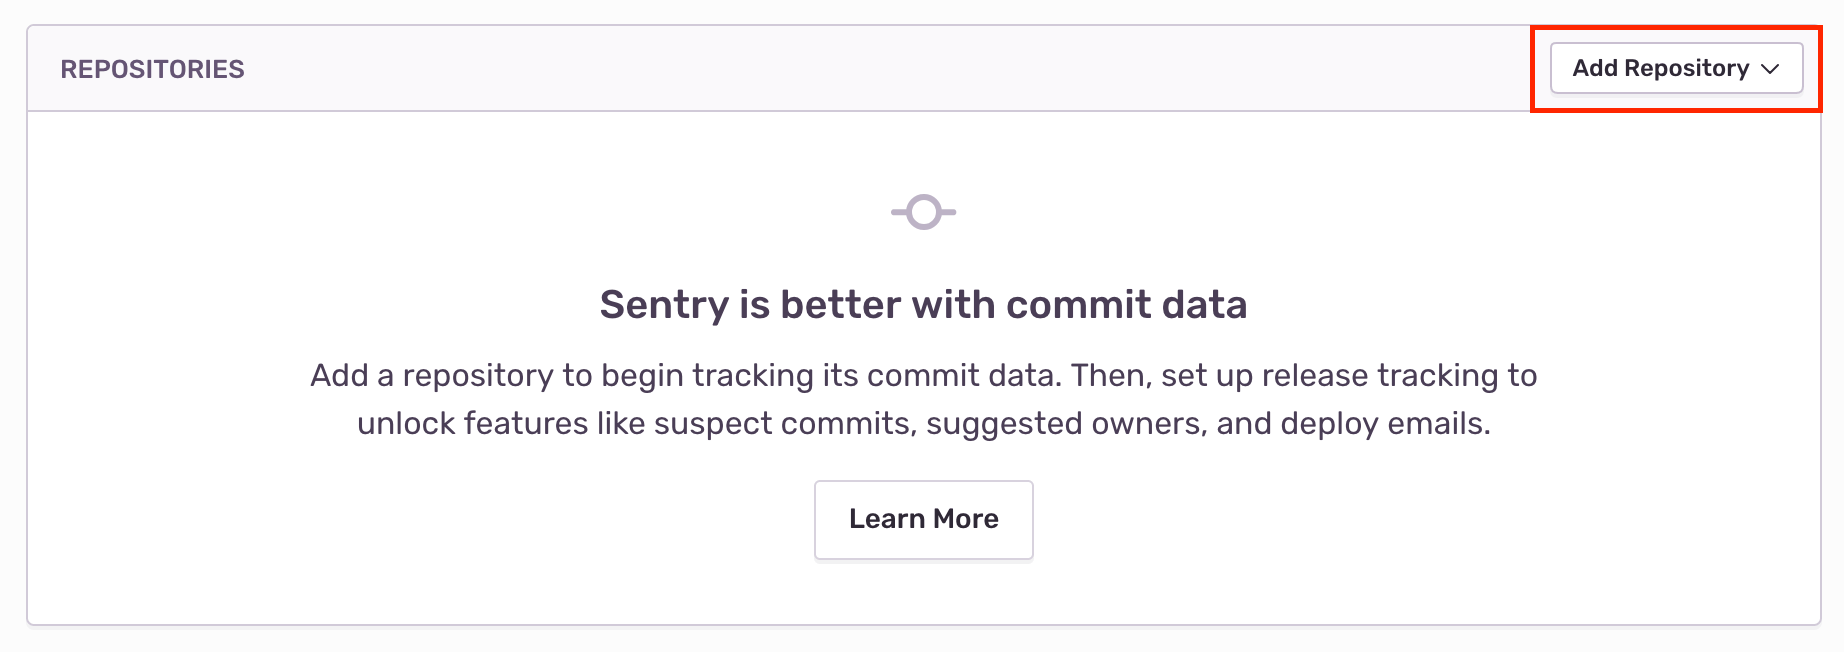 REPOSITORIES
Add Repository
Sentry is better with commit data
Add a repository to begin tracking its commit data. Then, set up release tracking to
unlock features like suspect commits, suggested owners, and deploy emails.
Learn More